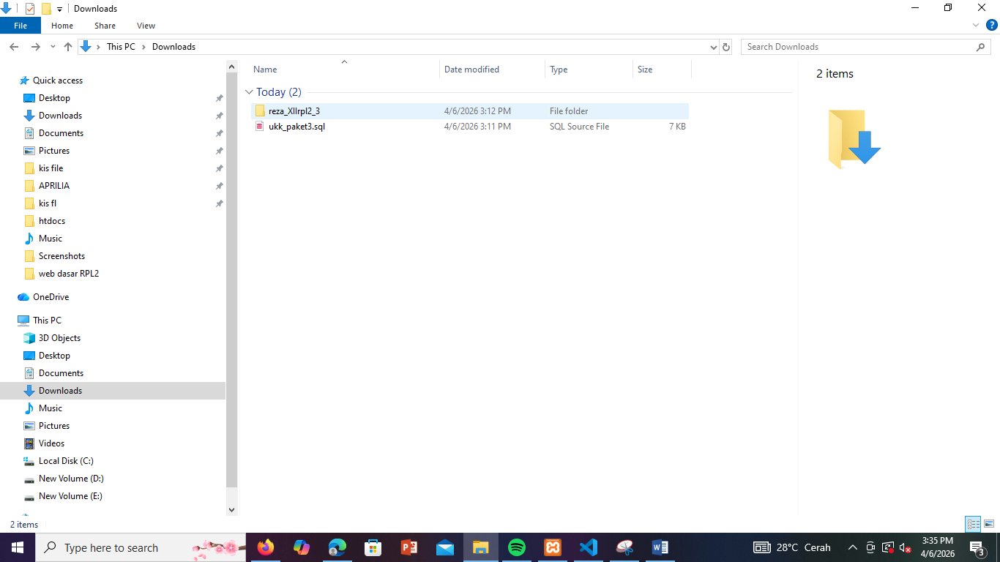 Downloads
File Home Share View
This PC Downloads
Search Downloads
Quick access
Desktop
Downloads
Documents
Pictures
kis file
APRILIA
kis fl
htdocs
Music
Screenshots
web dasar RPL2
OneDrive
This PC
3D Objects
Desktop
Documents
Downloads
Music
Pictures
Videos
Local Disk (C:)
New Volume (D:)
New Volume (E:)
Name Date modified Type Size
Today (2)
reza_XIIrpl2_3 4/6/2026 3:12 PM File folder
ukk_paket3.sql 4/6/2026 3:11 PM SQL Source File 7 KB
2 items
2 items
Type here to search
28°C Cerah
3:35 PM
4/6/2026
3